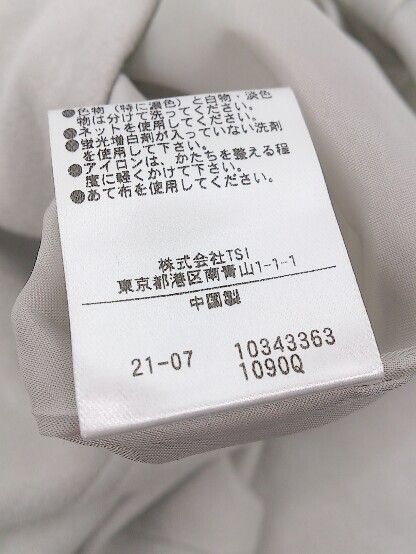 ●色物（特に濃色）と白物・淡色
物は分けて洗ってください。
●ネットを使用してください。
●蛍光増白剤が入っていない洗剤
を使用して下さい。
●アイロンは、かたちを整える程
度に軽くかけて下さい。
●あて布を使用してください。
株式会社TSI
東京都港区南青山1-1-1
中国製
21-07 10343363
1090Q